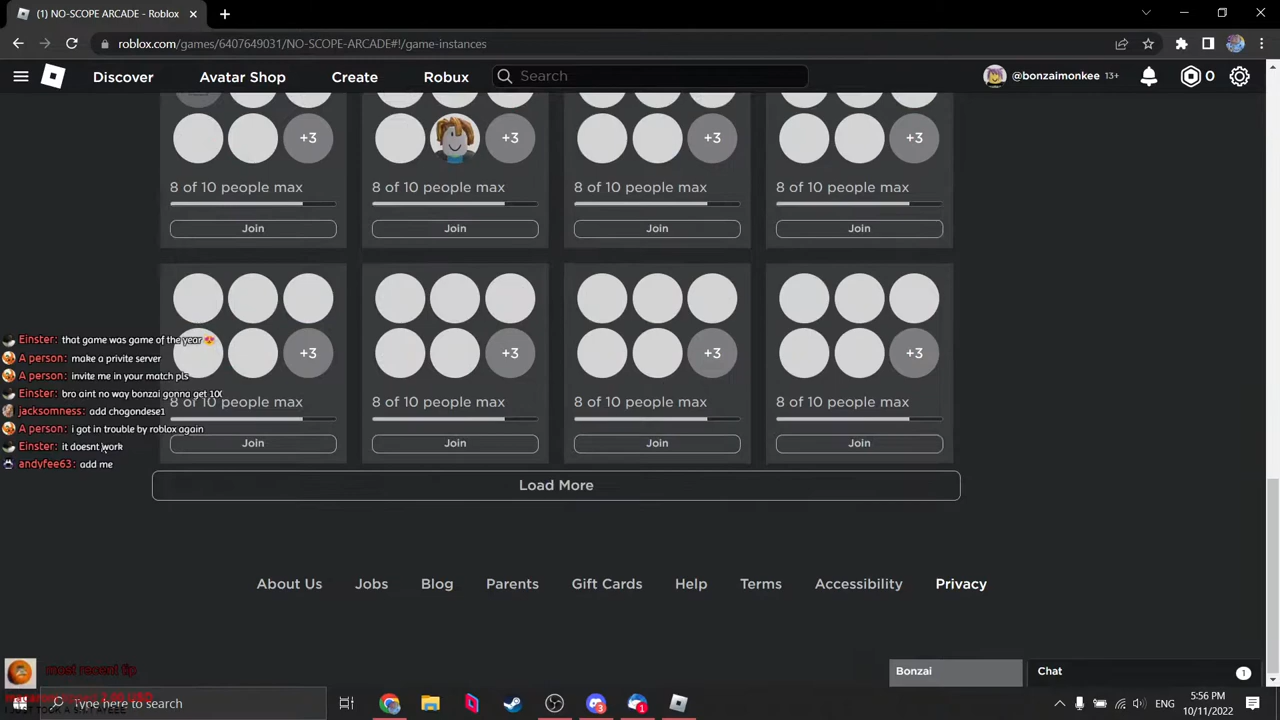 (1) NO-SCOPE ARCADE - Roblox
roblox.com/games/6407649031/NO-SCOPE-ARCADE#!/game-instances
Discover Avatar Shop Create Robux Search @bonzaimonkee 13+ 0
+3 +3 +3 +3
8 of 10 people max 8 of 10 people max 8 of 10 people max 8 of 10 people max
Join Join Join Join
+3 +3 +3 +3
8 of 10 people max 8 of 10 people max 8 of 10 people max 8 of 10 people max
Join Join Join Join
Einster: that game was game of the year 😍
A person: make a privite server
A person: invite me in your match pls
Einster: bro aint no way bonzai gonna get 10(
jacksomness: add chogondese1
A person: i got in trouble by roblox again
Einster: it doesnt work
andyfee63: add me
Load More
About Us Jobs Blog Parents Gift Cards Help Terms Accessibility Privacy
most recent tip
Bonzai Chat 1
Type here to search
3 1
ENG 5:56 PM
10/11/2022